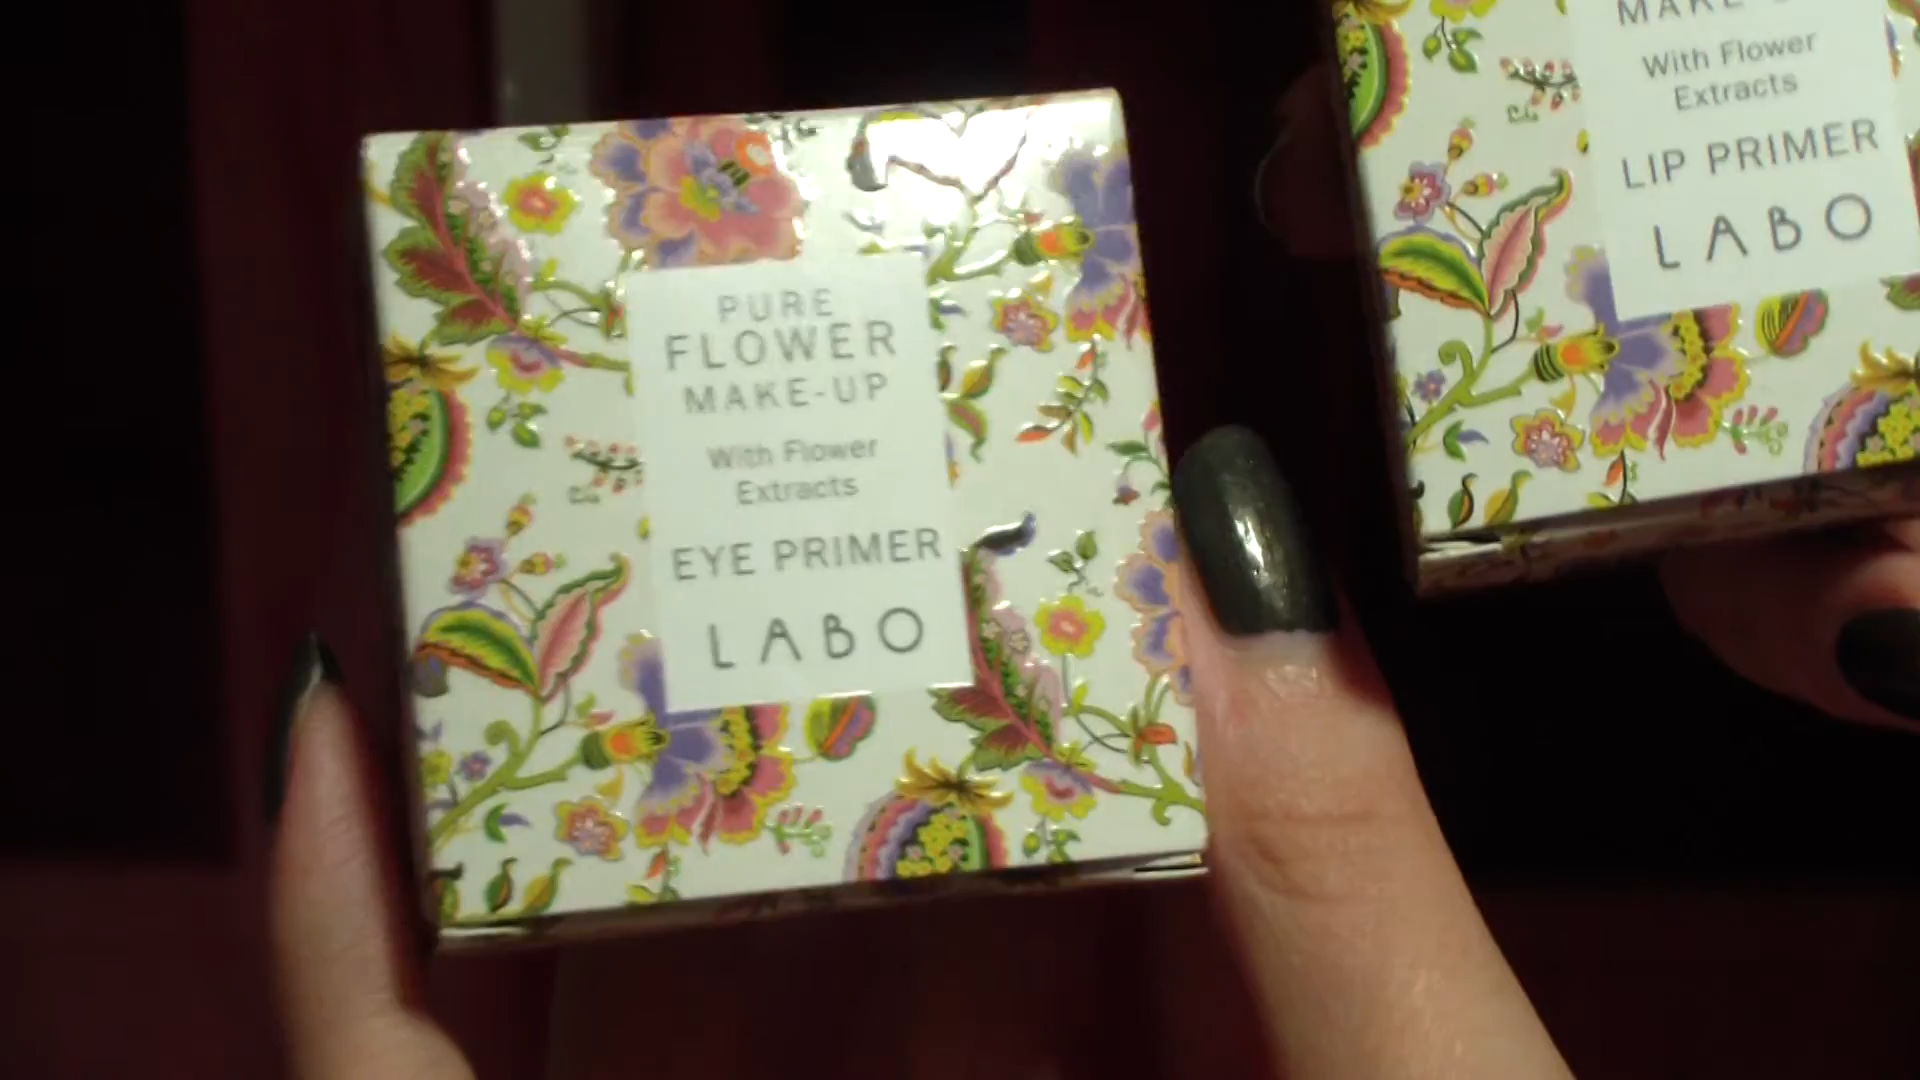 PURE
FLOWER
MAKE-UP
With Flower
Extracts
EYE PRIMER
LABO
With Flower
Extracts
LIP PRIMER
LABO